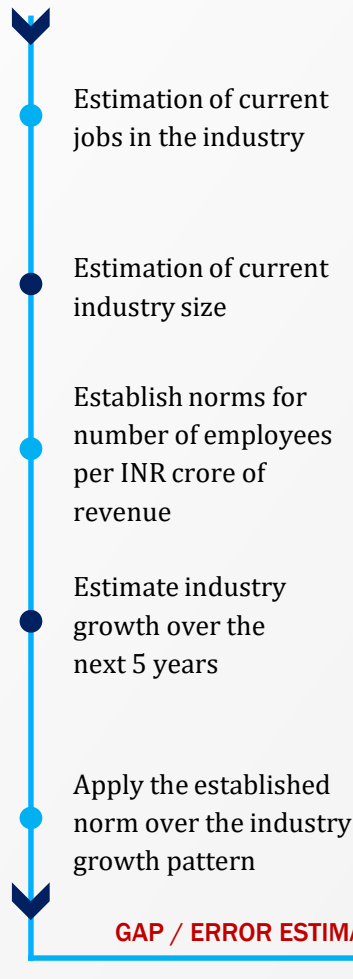 Estimation of current
jobs in the industry
Estimation of current
industry size
Establish norms for
number of employees
per INR crore of
revenue
Estimate industry
growth over the
next 5 years
Apply the established
norm over the industry
growth pattern
GAP / ERROR